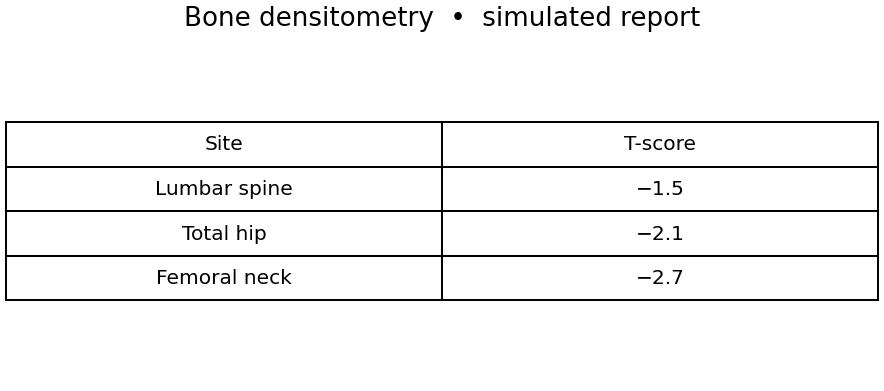 Bone densitometry • simulated report
Site T-score
Lumbar spine −1.5
Total hip −2.1
Femoral neck −2.7